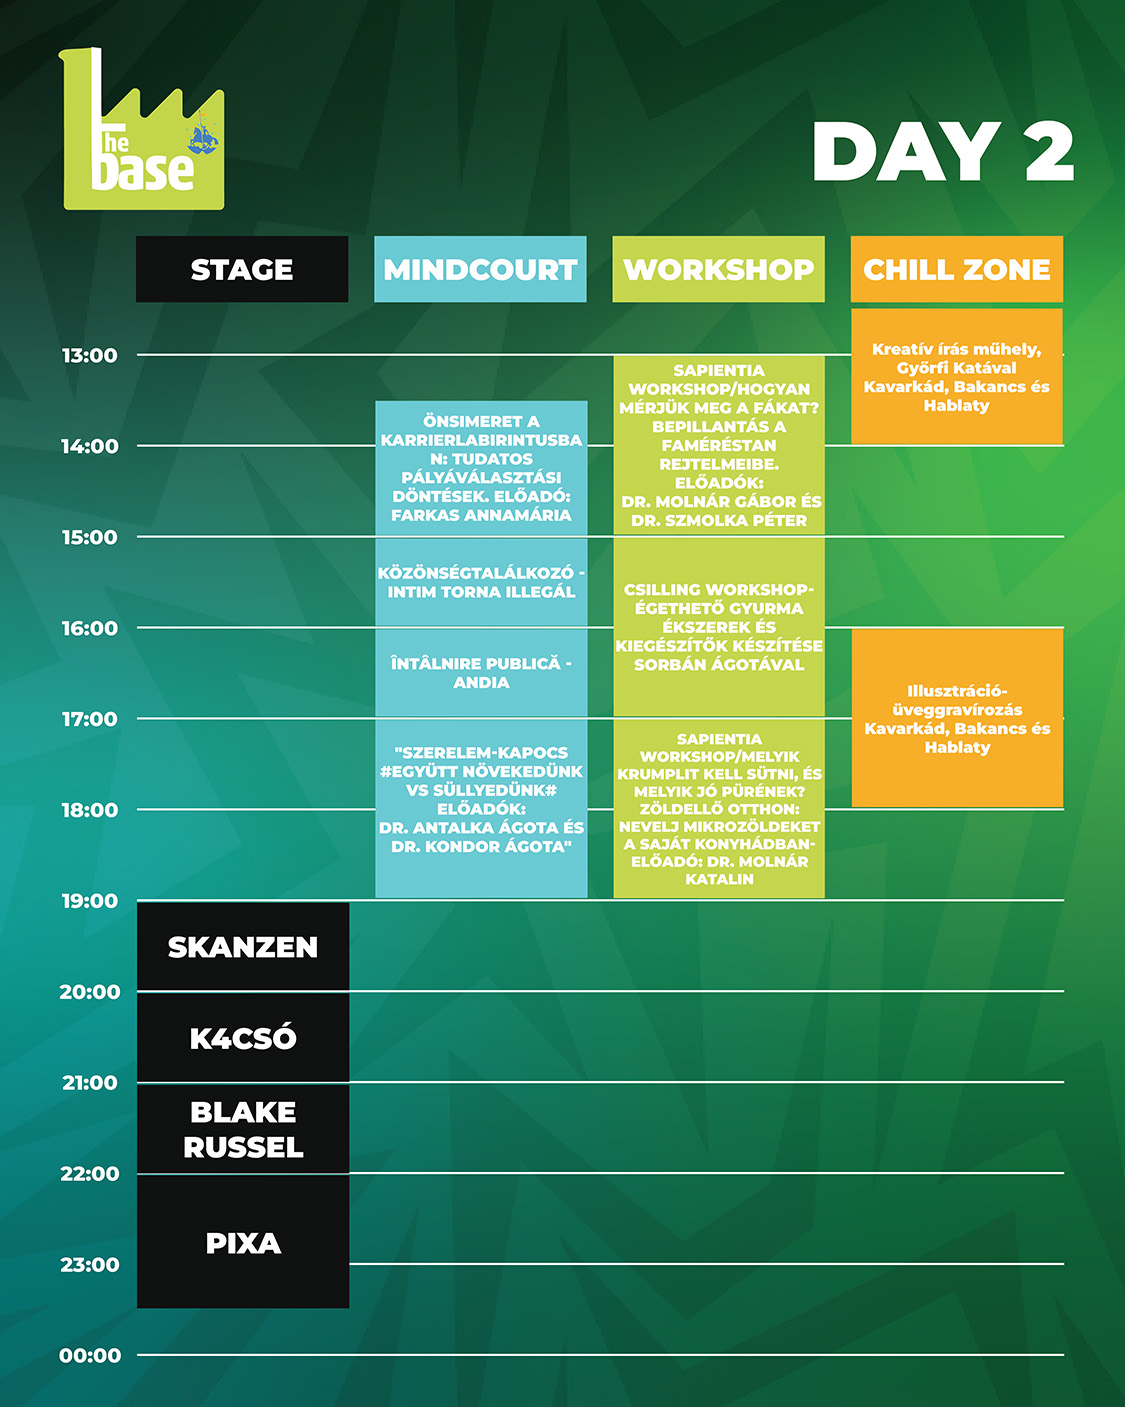 The
base
DAY 2
STAGE
MINDCOURT
WORKSHOP
CHILL ZONE
13:00
14:00
15:00
16:00
17:00
18:00
19:00
20:00
21:00
22:00
23:00
00:00
SKANZEN
K4CSÓ
BLAKE
RUSSEL
PIXA
ÖNSIMERET A
KARRIERLABIRINTUSBA
N: TUDATOS
PÁLYÁVÁLASZTÁSI
DÖNTÉSEK. ELŐADÓ:
FARKAS ANNAMÁRIA
KÖZÖNSÉGTALÁLKOZÓ -
INTIM TORNA ILLEGÁL
ÎNTÂLNIRE PUBLICĂ -
ANDIA
"SZERELEM-KAPOCS
#EGYÜTT NÖVEKEDÜNK
VS SÜLLYEDÜNK#
ELŐADÓK:
DR. ANTALKA ÁGOTA ÉS
DR. KONDOR ÁGOTA"
SAPIENTIA
WORKSHOP/HOGYAN
MÉRJÜK MEG A FÁKAT?
BEPILLANTÁS A
FAMÉRÉSTAN
REJTELMEIBE.
ELŐADÓK:
DR. MOLNÁR GÁBOR ÉS
DR. SZMOLKA PÉTER
CSILLING WORKSHOP-
ÉGETHETŐ GYURMA
ÉKSZEREK ÉS
KIEGÉSZÍTŐK KÉSZÍTÉSE
SORBÁN ÁGOTÁVAL
SAPIENTIA
WORKSHOP/MELYIK
KRUMPLIT KELL SÜTNI, ÉS
MELYIK JÓ PÜRÉNEK?
ZÖLDELLŐ OTTHON:
NEVELJ MIKROZÖLDEKET
A SAJÁT KONYHÁDBAN-
ELŐADÓ: DR. MOLNÁR
KATALIN
Kreatív írás műhely,
Győrfi Katával
Kavarkád, Bakancs és
Hablaty
Illusztráció-
üveggravírozás
Kavarkád, Bakancs és
Hablaty